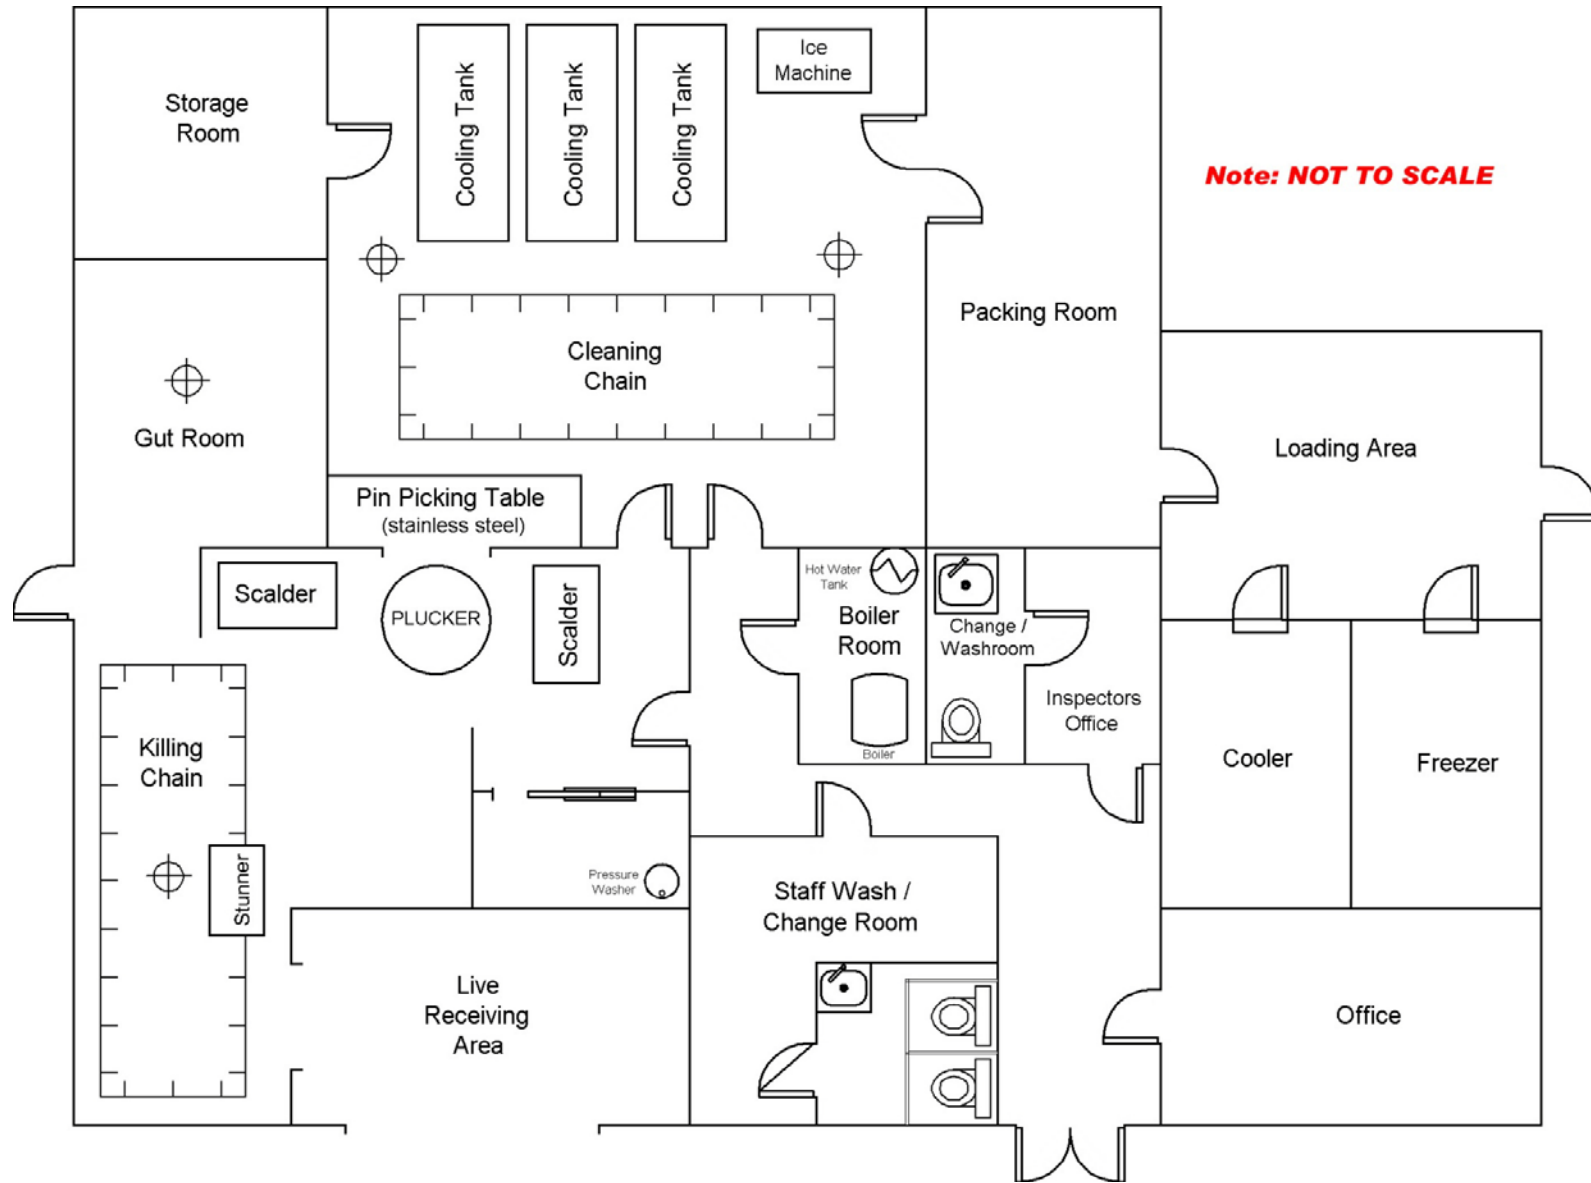 Storage
Room
Cooling Tank
Cooling Tank
Cooling Tank
Ice
Machine
Note: NOT TO SCALE
Packing Room
Cleaning
Chain
Gut Room
Loading Area
Pin Picking Table
(stainless steel)
Scalder
PLUCKER
Scalder
Hot Water
Tank
Boiler
Room
Boiler
Change /
Washroom
Inspectors
Office
Killing
Chain
Stunner
Cooler
Freezer
Pressure
Washer
Staff Wash /
Change Room
Live
Receiving
Area
Office